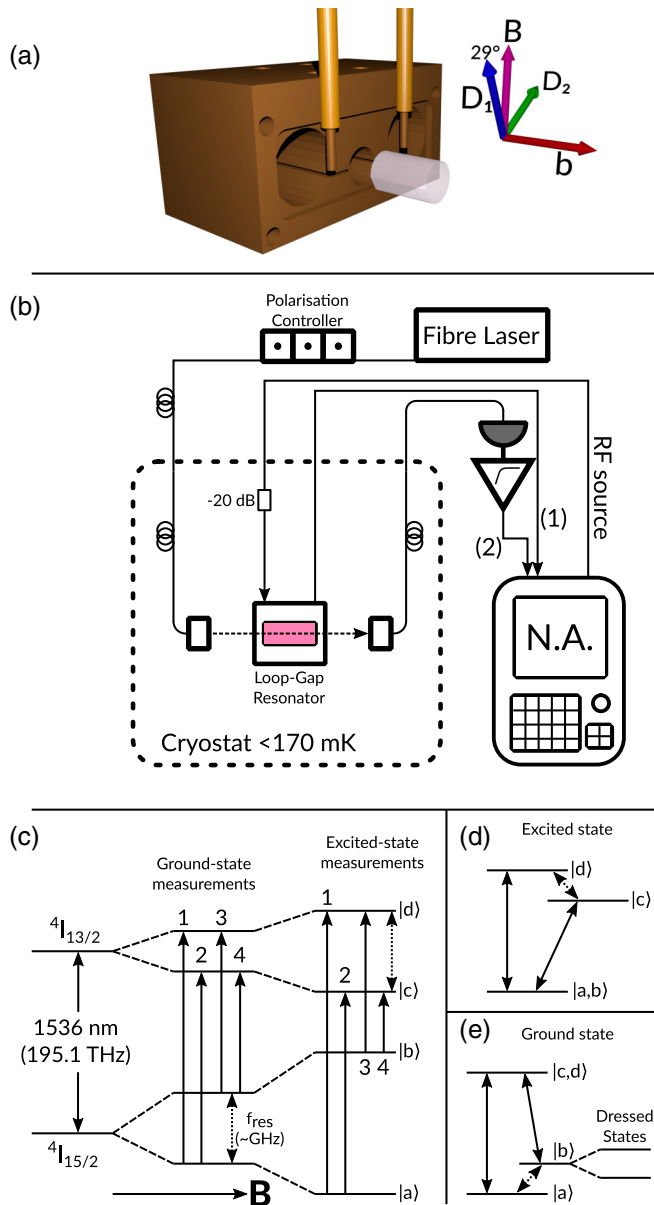 (a)
B
29°
D₁
D₂
b
(b)
Polarisation
Controller
Fibre Laser
-20 dB
(1)
(2)
RF source
N.A.
Loop-Gap
Resonator
Cryostat <170 mK
(c)
Ground-state
measurements
Excited-state
measurements
1 3
2 4
1
2
3 4
⁴I₁₃/₂
1536 nm
(195.1 THz)
⁴I₁₅/₂
fres
(~GHz)
B
|d⟩
|c⟩
|b⟩
|a⟩
(d)
Excited state
|d⟩
|c⟩
|a,b⟩
(e)
Ground state
|c,d⟩
Dressed
States
|b⟩
|a⟩